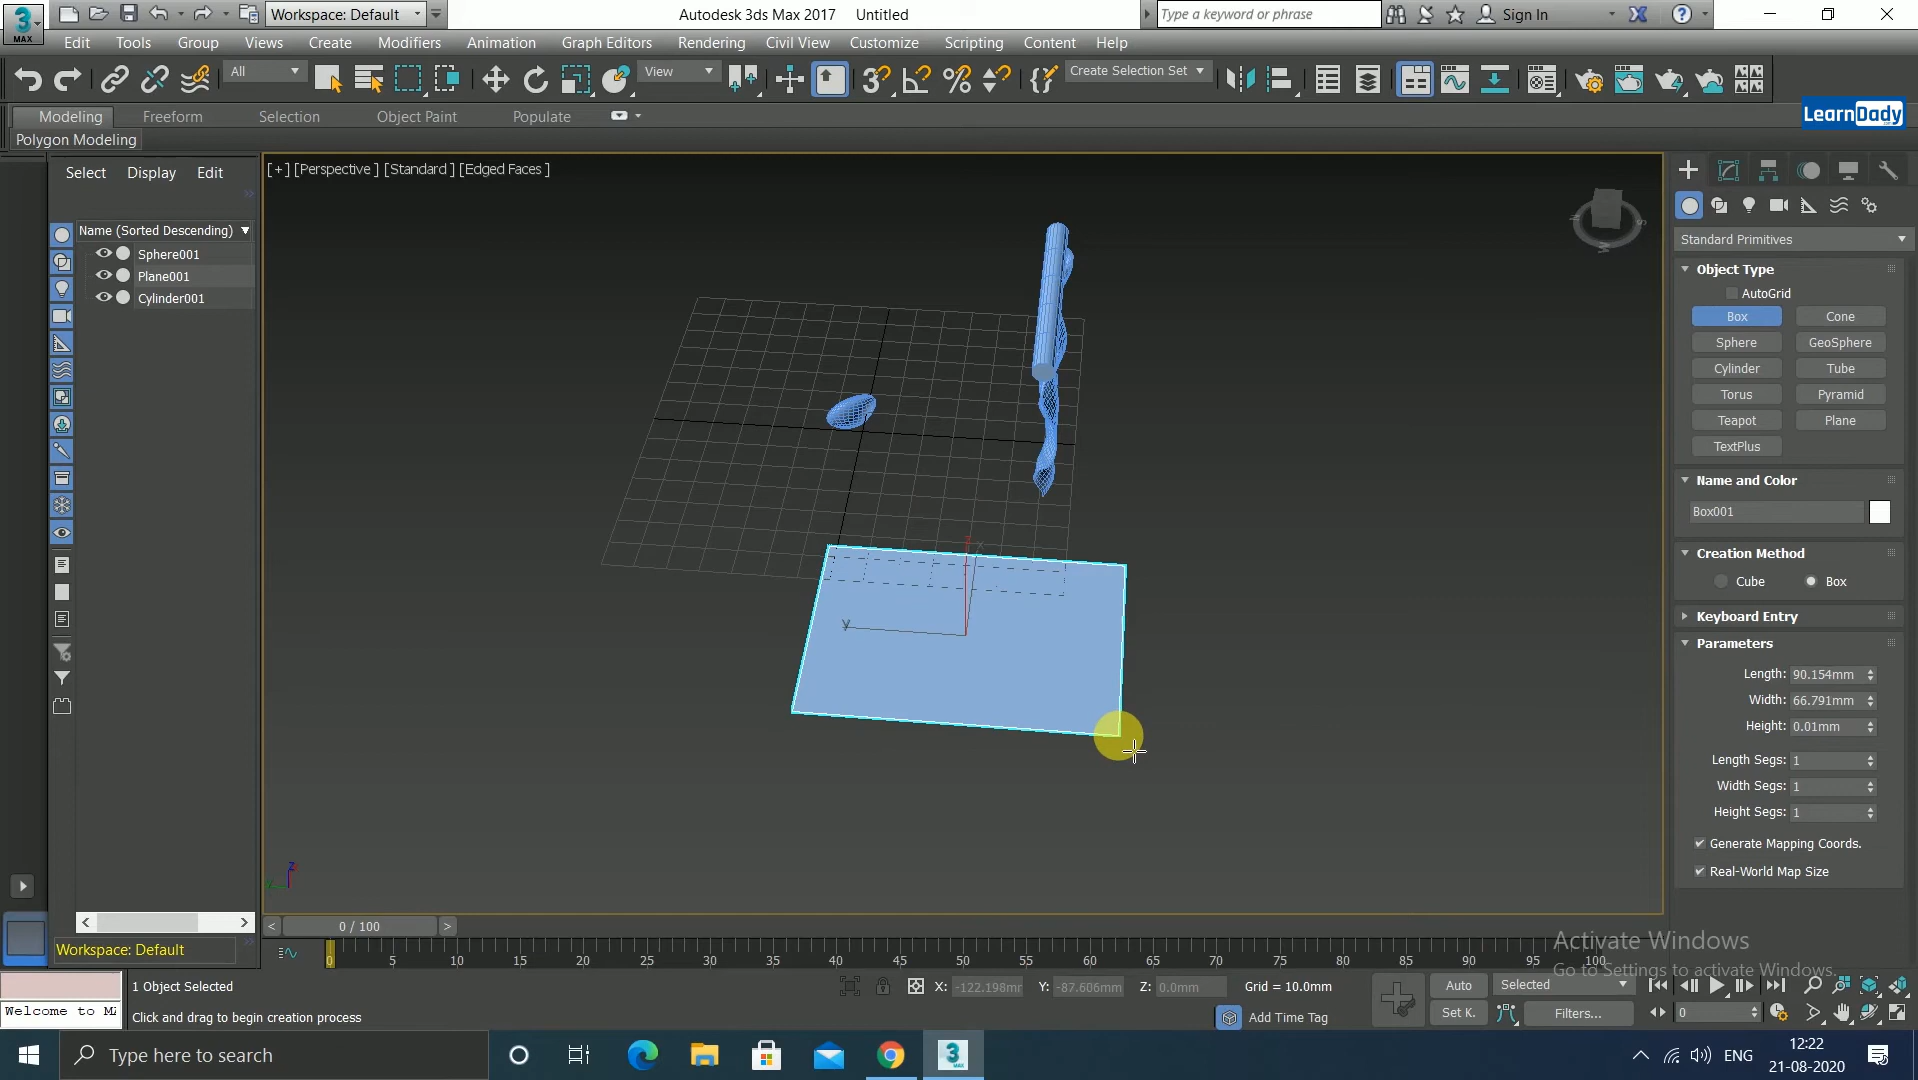 Workspace: Default
Autodesk 3ds Max 2017 Untitled
Type a keyword or phrase
Sign In
3
MAX
Edit Tools Group Views Create Modifiers Animation Graph Editors Rendering Civil View Customize Scripting Content Help
All
View
Create Selection Set
Modeling Freeform Selection Object Paint Populate
LearnDady
Polygon Modeling
Select Display Edit
[+] [Perspective ] [Standard ] [Edged Faces ]
Name (Sorted Descending)
Sphere001
Plane001
Cylinder001
Standard Primitives
Object Type
AutoGrid
Box Cone
Sphere GeoSphere
Cylinder Tube
Torus Pyramid
Teapot Plane
TextPlus
Name and Color
Box001
Creation Method
Cube Box
Keyboard Entry
Parameters
Length: 90.154mm
Width: 66.791mm
Height: 0.01mm
Length Segs: 1
Width Segs: 1
Height Segs: 1
Generate Mapping Coords.
Real-World Map Size
y
z
0 / 100
Workspace: Default
0 5 10 15 20 25 30 35 40 45 50 55 60 65 70 75 80 85 90 95 100
Activate Windows
Go to Settings to activate Windows.
1 Object Selected
X: -122.198mm Y: -87.606mm Z: 0.0mm Grid = 10.0mm
Auto Selected
Welcome to MA
Click and drag to begin creation process
Add Time Tag
Set K. Filters...
0
Type here to search
ENG
12:22
21-08-2020